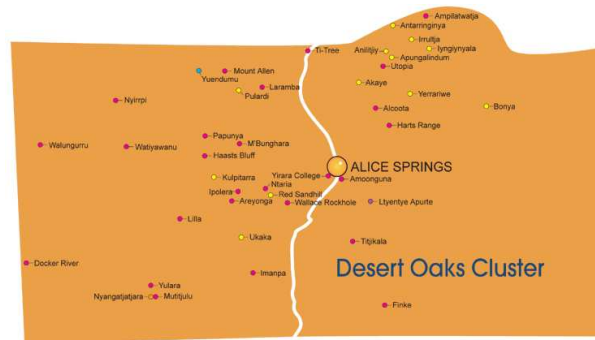 Ampilatwatja
Antarringinya
Irrultja
Ti-Tree
Anilitjiy
Iyngiynyala
Apungalindum
Utopia
Mount Allen
Yuendumu
Akaye
Laramba
Pulardi
Yerrariwe
Nyirrpi
Bonya
Alcoota
Harts Range
Papunya
Walungurru
Watiyawanu
M'Bunghara
Haasts Bluff
ALICE SPRINGS
Yirara College
Kulpitarra
Amoonguna
Ntaria
Ipolera
Red Sandhill
Areyonga
Wallace Rockhole
Ltyentye Apurte
Lilla
Ukaka
Titjikala
Docker River
Desert Oaks Cluster
Imanpa
Yulara
Nyangatjatjara
Mutitjulu
Finke